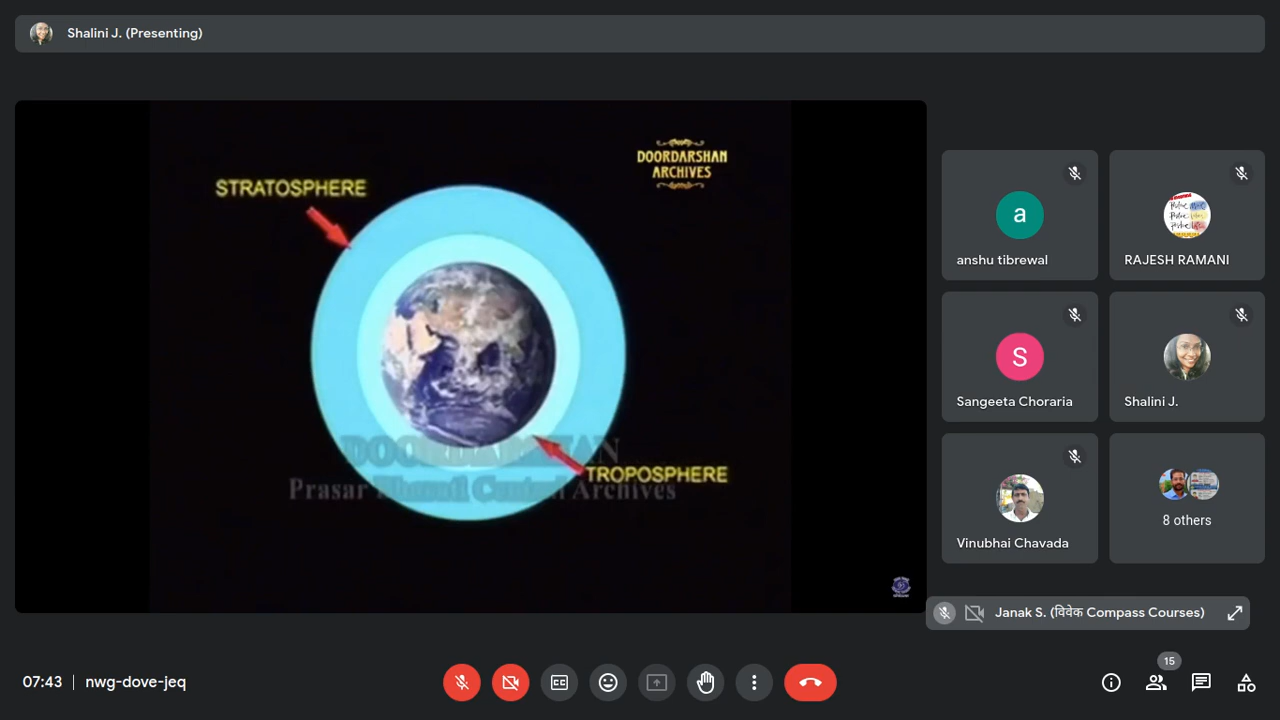 Shalini J. (Presenting)
DOORDARSHAN
ARCHIVES
STRATOSPHERE
TROPOSPHERE
DOORDARSHAN
Prasar Bharati Central Archives
a
anshu tibrewal
RAJESH RAMANI
S
Sangeeta Choraria
Shalini J.
Vinubhai Chavada
8 others
Janak S. (विवेक Compass Courses)
07:43 | nwg-dove-jeq
15